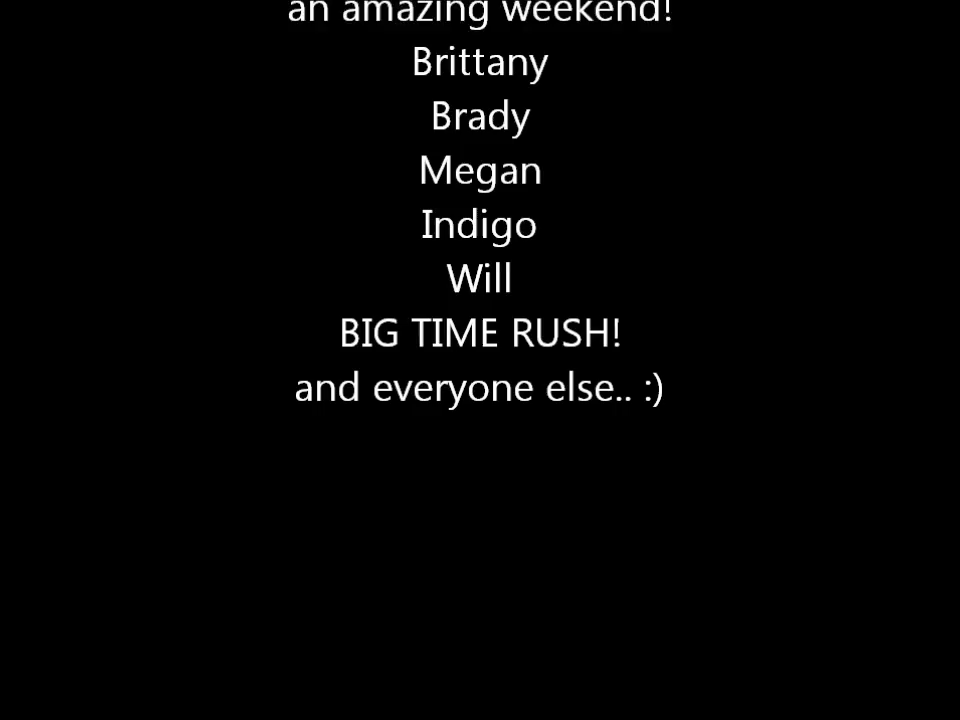 an amazing weekend!
Brittany
Brady
Megan
Indigo
Will
BIG TIME RUSH!
and everyone else.. :)